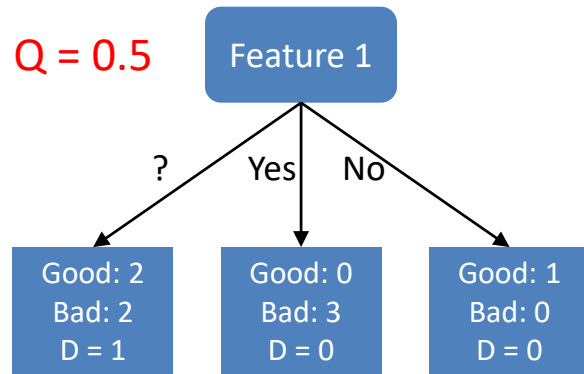 Q = 0.5
Feature 1
?
Yes
No
Good: 2
Bad: 2
D = 1
Good: 0
Bad: 3
D = 0
Good: 1
Bad: 0
D = 0